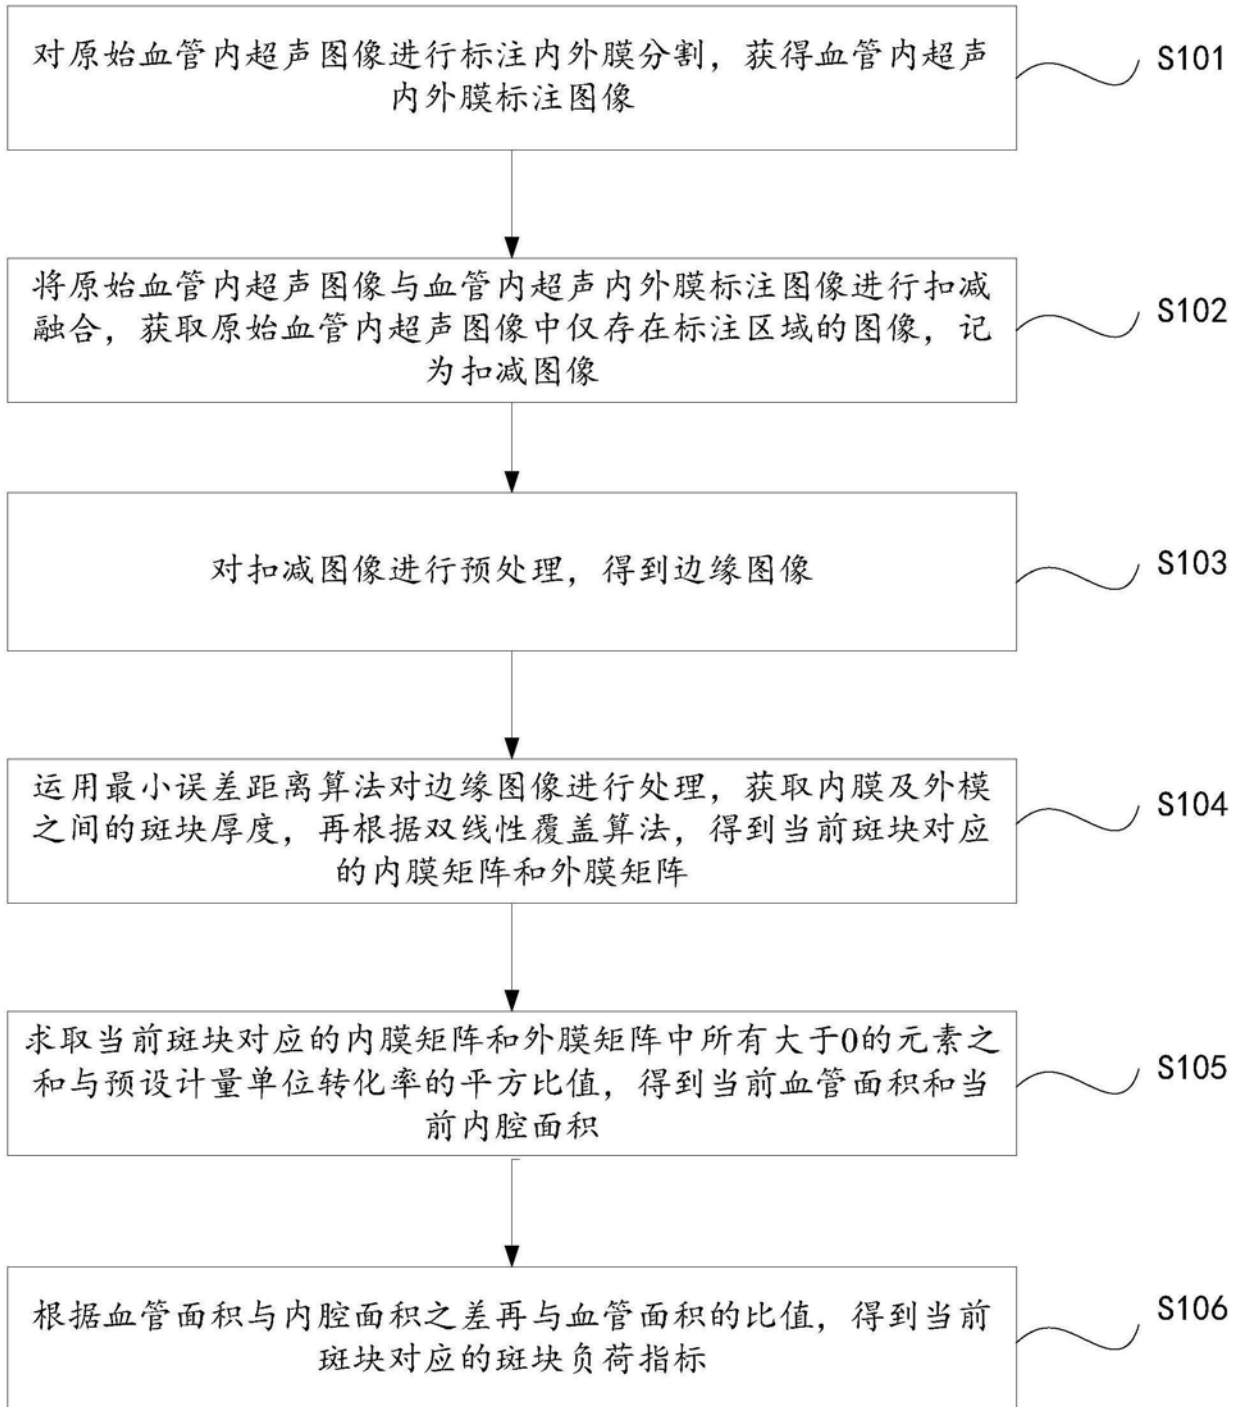 对原始血管内超声图像进行标注内外膜分割，获得血管内超声
内外膜标注图像
S101
将原始血管内超声图像与血管内超声内外膜标注图像进行扣减
融合，获取原始血管内超声图像中仅存在标注区域的图像，记
为扣减图像
S102
对扣减图像进行预处理，得到边缘图像
S103
运用最小误差距离算法对边缘图像进行处理，获取内膜及外模
之间的斑块厚度，再根据双线性覆盖算法，得到当前斑块对应
的内膜矩阵和外膜矩阵
S104
求取当前斑块对应的内膜矩阵和外膜矩阵中所有大于0的元素之
和与预设计量单位转化率的平方比值，得到当前血管面积和当
前内腔面积
S105
根据血管面积与内腔面积之差再与血管面积的比值，得到当前
斑块对应的斑块负荷指标
S106